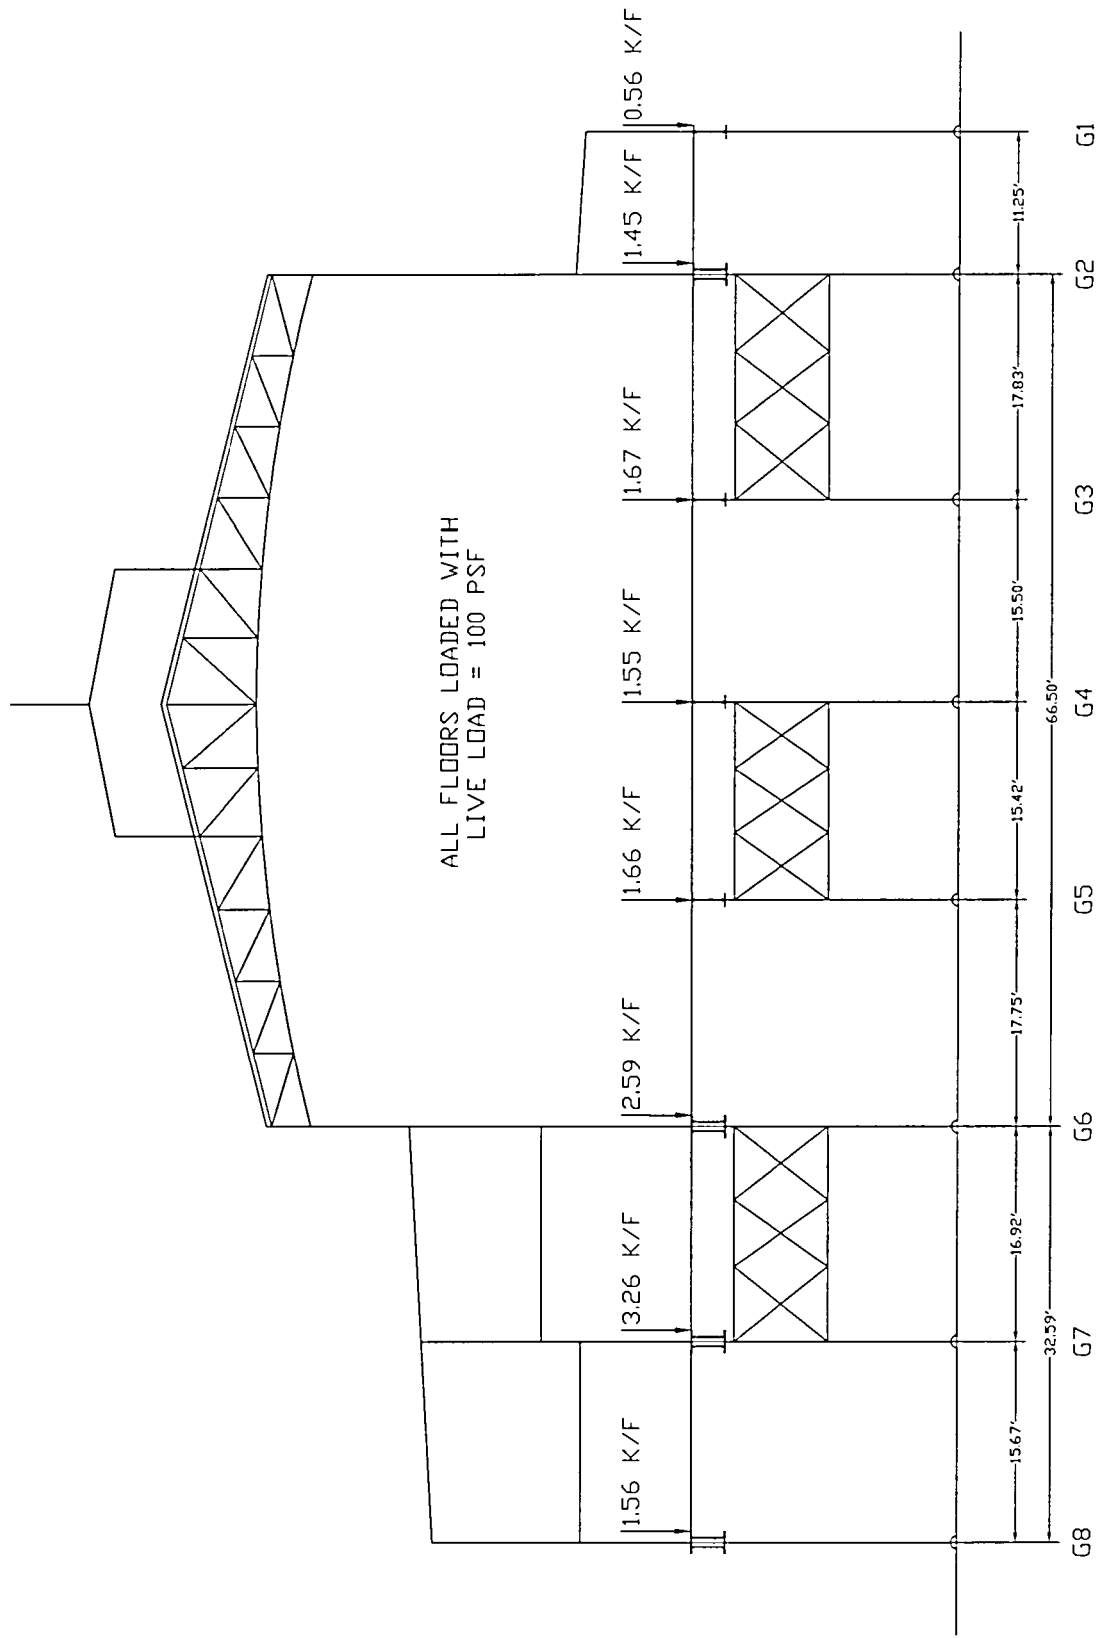 ALL FLOORS LOADED WITH
LIVE LOAD = 100 PSF
1.56 K/F
3.26 K/F
2.59 K/F
1.66 K/F
1.55 K/F
1.67 K/F
1.45 K/F
0.56 K/F
15.67'
16.92'
17.75'
15.42'
15.50'
17.83'
11.25'
32.59'
66.50'
G8
G7
G6
G5
G4
G3
G2
G1